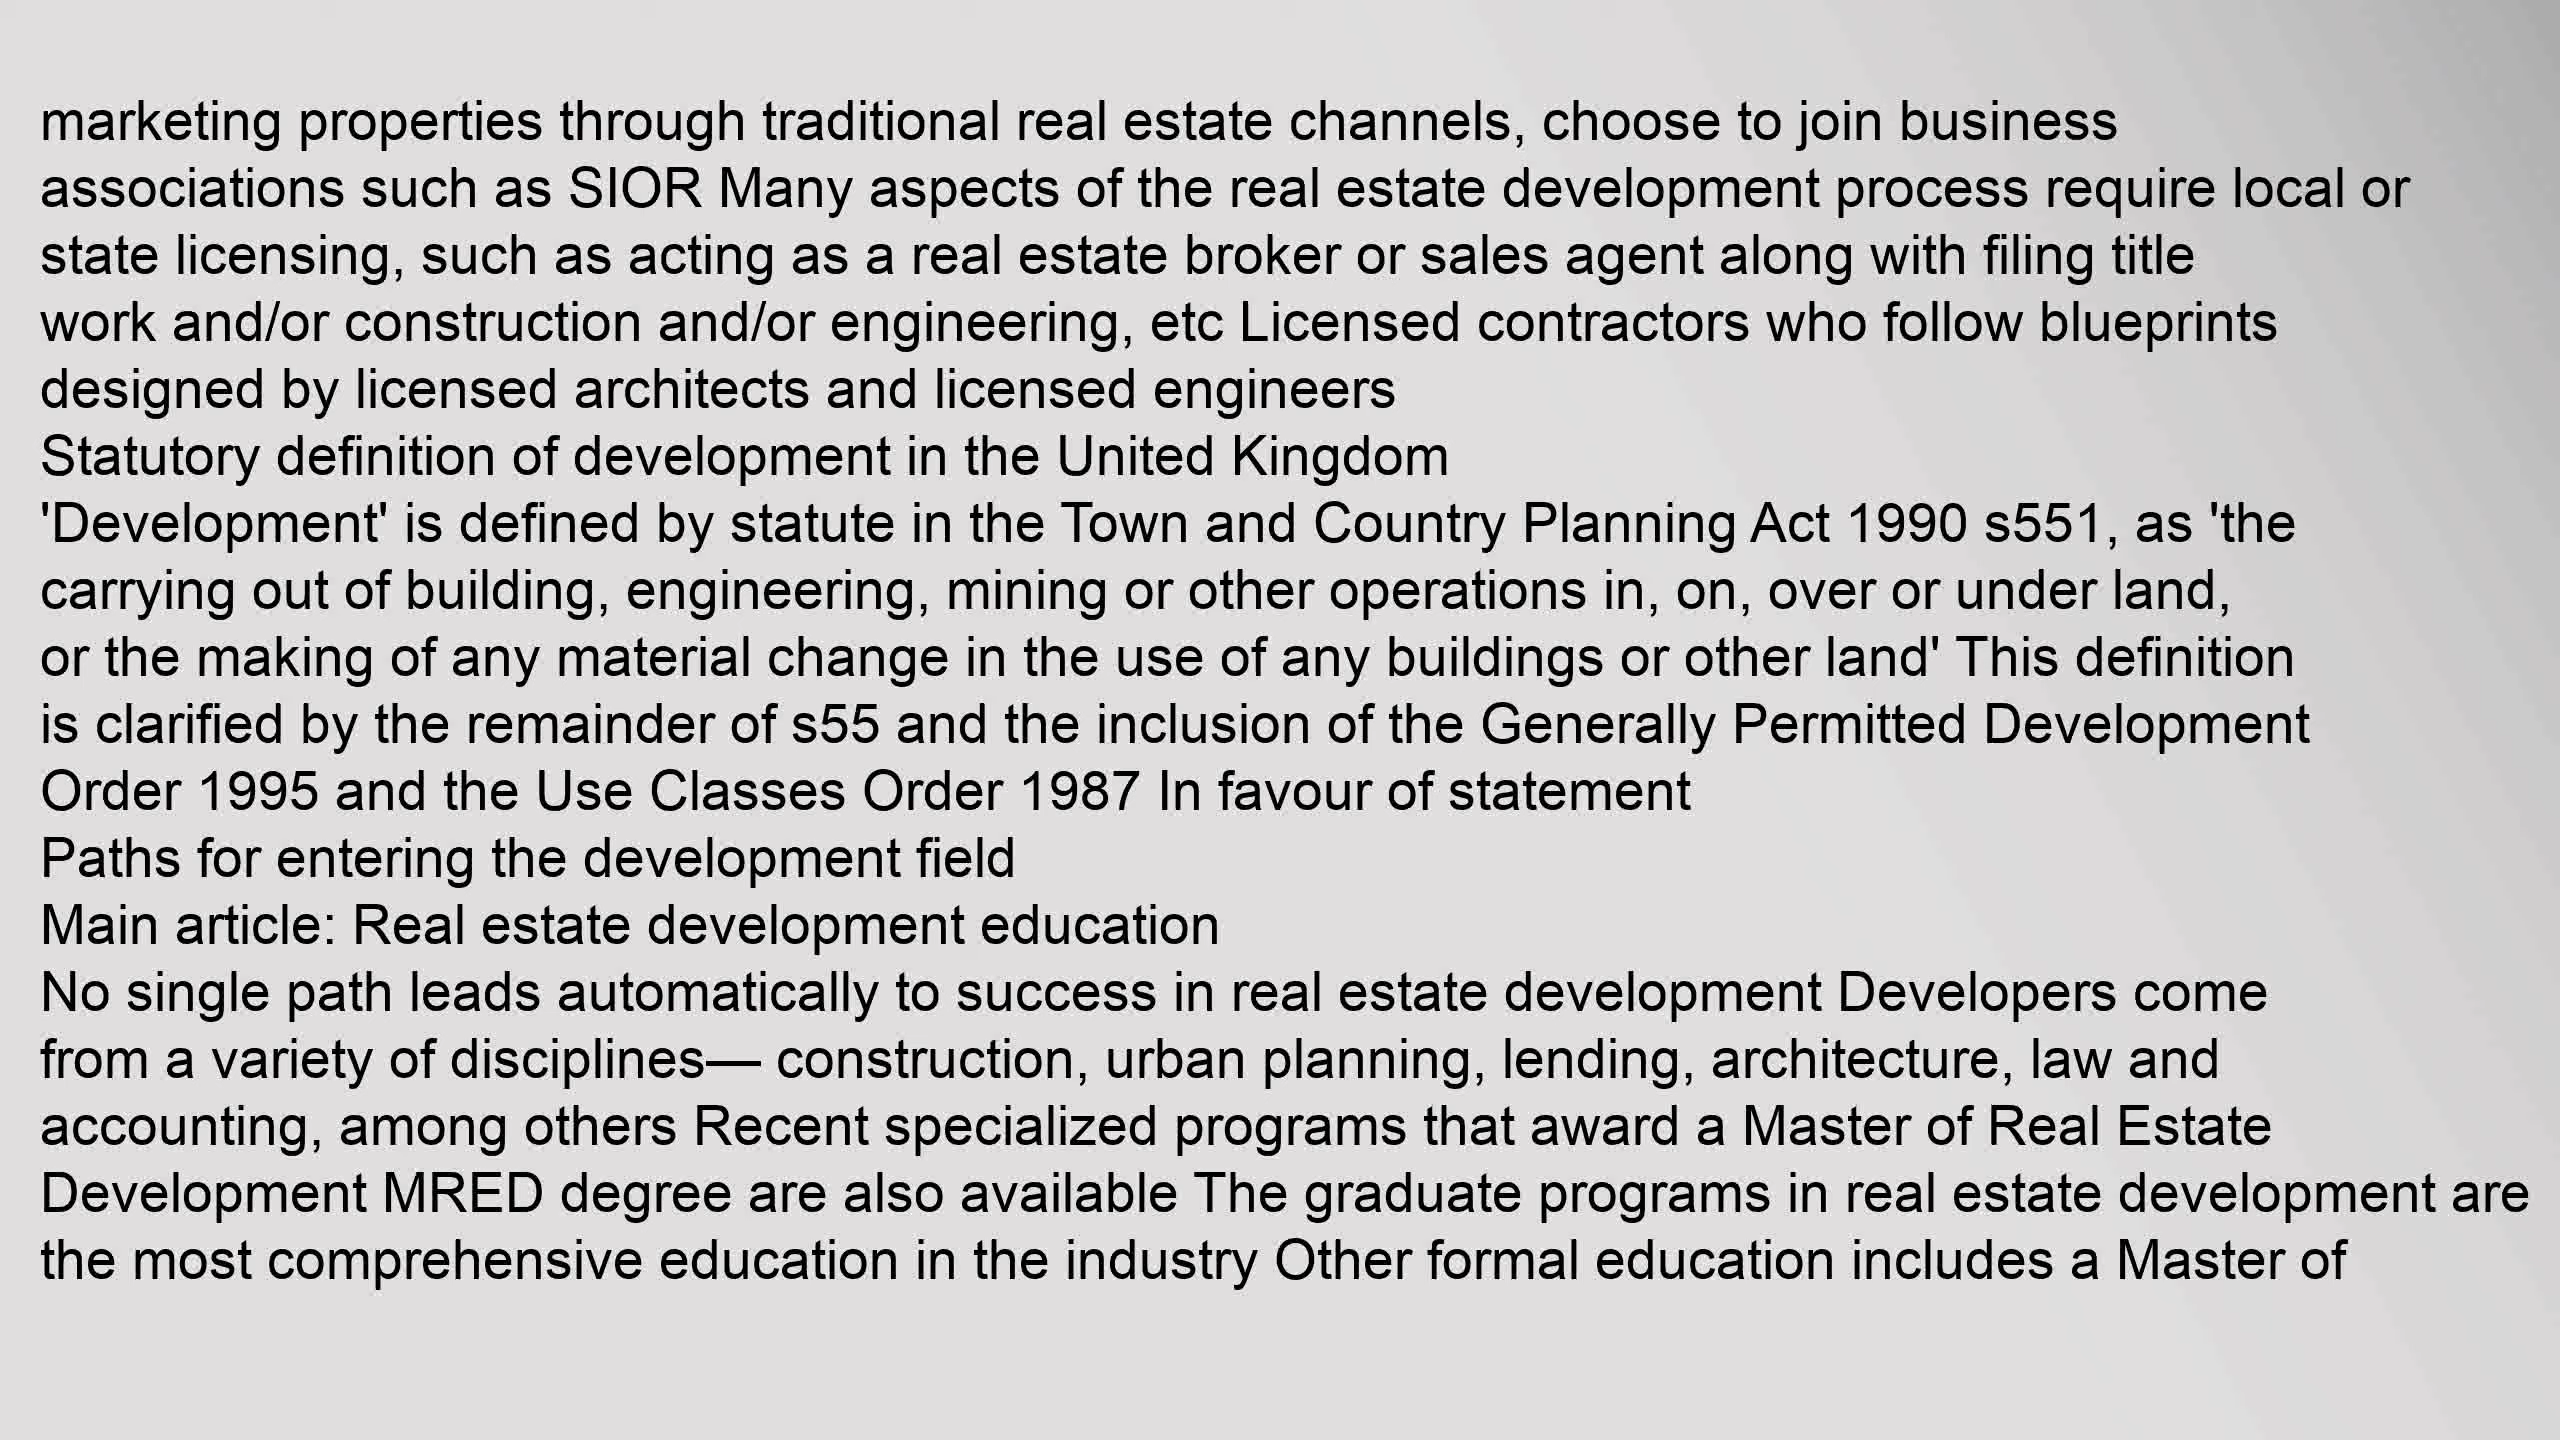 marketing properties through traditional real estate channels, choose to join business
associations such as SIOR Many aspects of the real estate development process require local or
state licensing, such as acting as a real estate broker or sales agent along with filing title
work and/or construction and/or engineering, etc Licensed contractors who follow blueprints
designed by licensed architects and licensed engineers
Statutory definition of development in the United Kingdom
'Development' is defined by statute in the Town and Country Planning Act 1990 s551, as 'the
carrying out of building, engineering, mining or other operations in, on, over or under land,
or the making of any material change in the use of any buildings or other land' This definition
is clarified by the remainder of s55 and the inclusion of the Generally Permitted Development
Order 1995 and the Use Classes Order 1987 In favour of statement
Paths for entering the development field
Main article: Real estate development education
No single path leads automatically to success in real estate development Developers come
from a variety of disciplines— construction, urban planning, lending, architecture, law and
accounting, among others Recent specialized programs that award a Master of Real Estate
Development MRED degree are also available The graduate programs in real estate development are
the most comprehensive education in the industry Other formal education includes a Master of